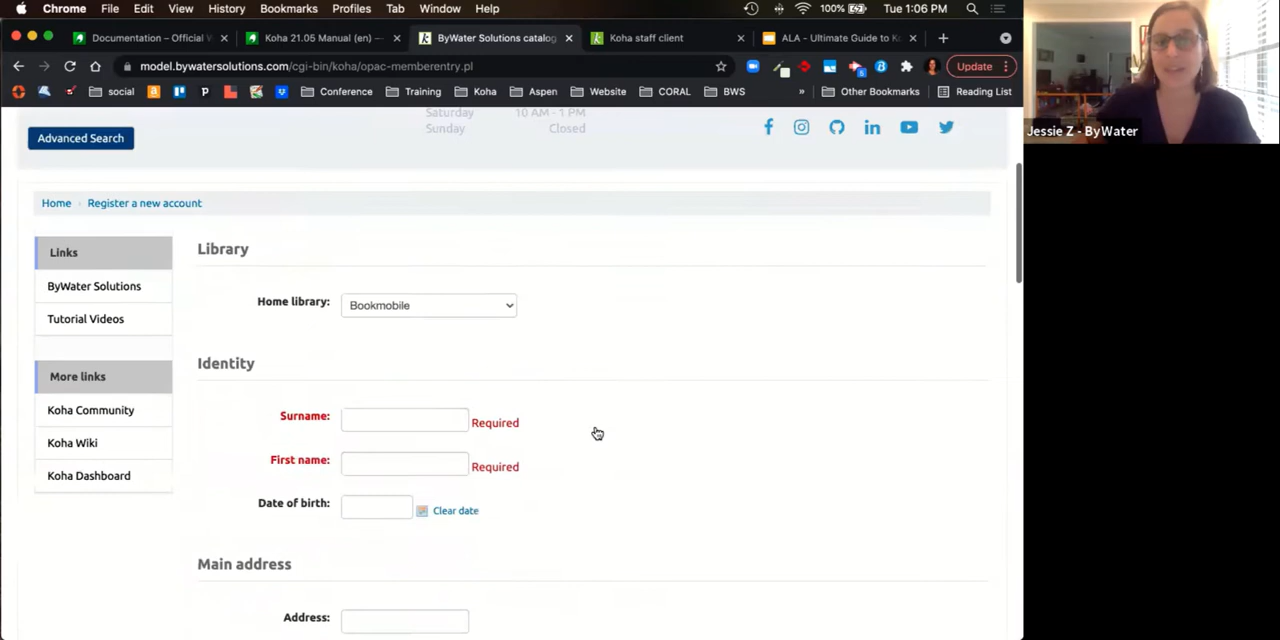 Chrome File Edit View History Bookmarks Profiles Tab Window Help 100% Tue 1:06 PM
Documentation – Official W × Koha 21.05 Manual (en) — × ByWater Solutions catalog × Koha staff client × ALA - Ultimate Guide to Ko × +
model.bywatersolutions.com/cgi-bin/koha/opac-memberentry.pl Update
social Conference Training Koha Aspen Website CORAL BWS » Other Bookmarks Reading List
Saturday 10 AM - 1 PM
Sunday Closed
Advanced Search
Home Register a new account
Links
ByWater Solutions
Tutorial Videos
More links
Koha Community
Koha Wiki
Koha Dashboard
Library
Home library: Bookmobile
Identity
Surname: Required
First name: Required
Date of birth: Clear date
Main address
Address:
Jessie Z - ByWater